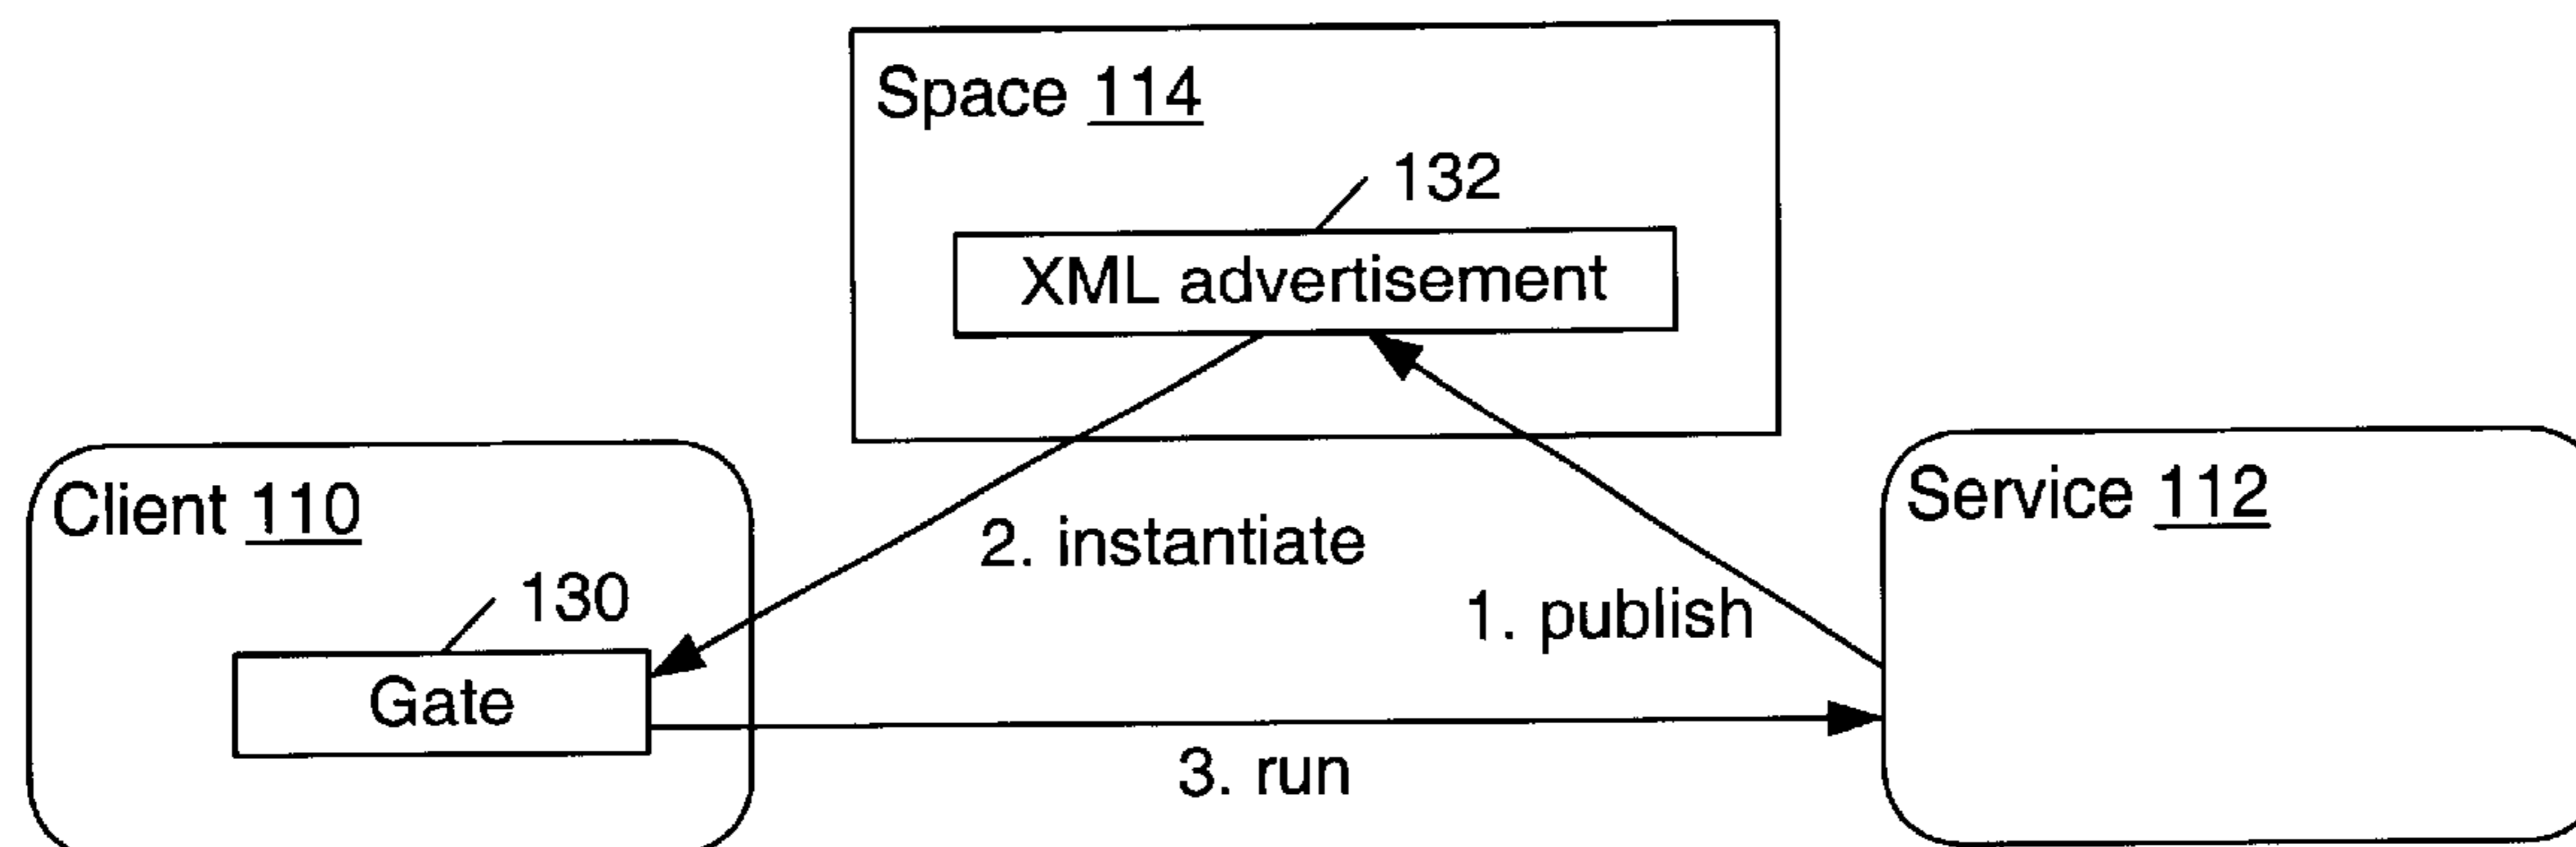 Space 114
132
XML advertisement
Client 110
Service 112
2. instantiate
130
1. publish
Gate
3. run